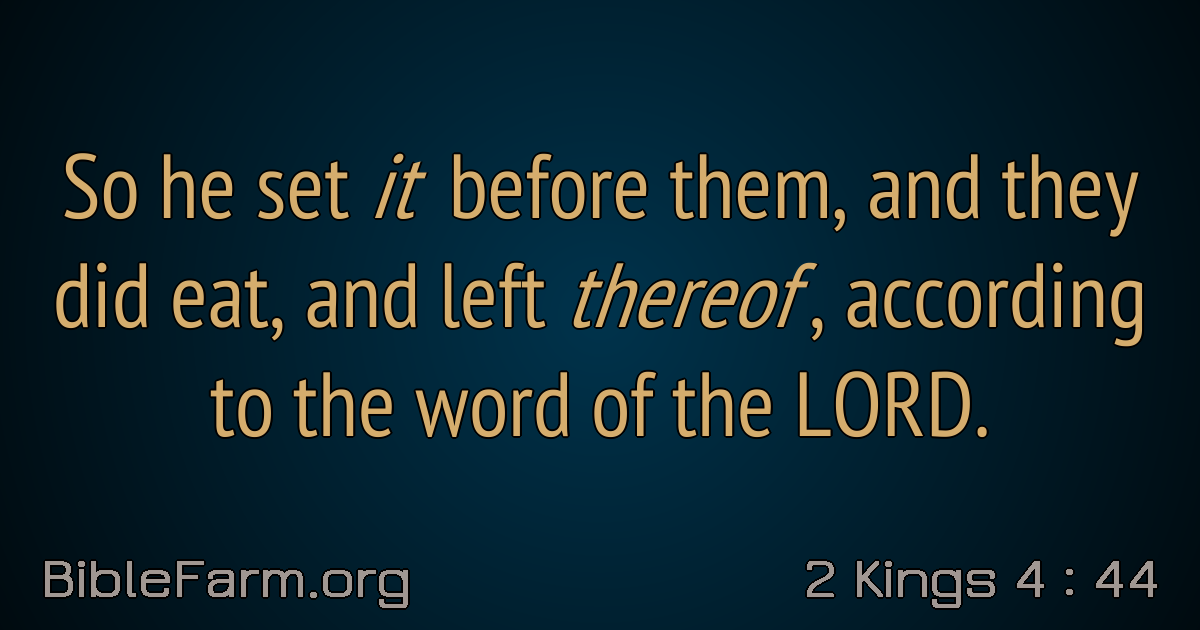 So he set it before them, and they
did eat, and left thereof, according
to the word of the LORD.
BibleFarm.org
2 Kings 4 : 44